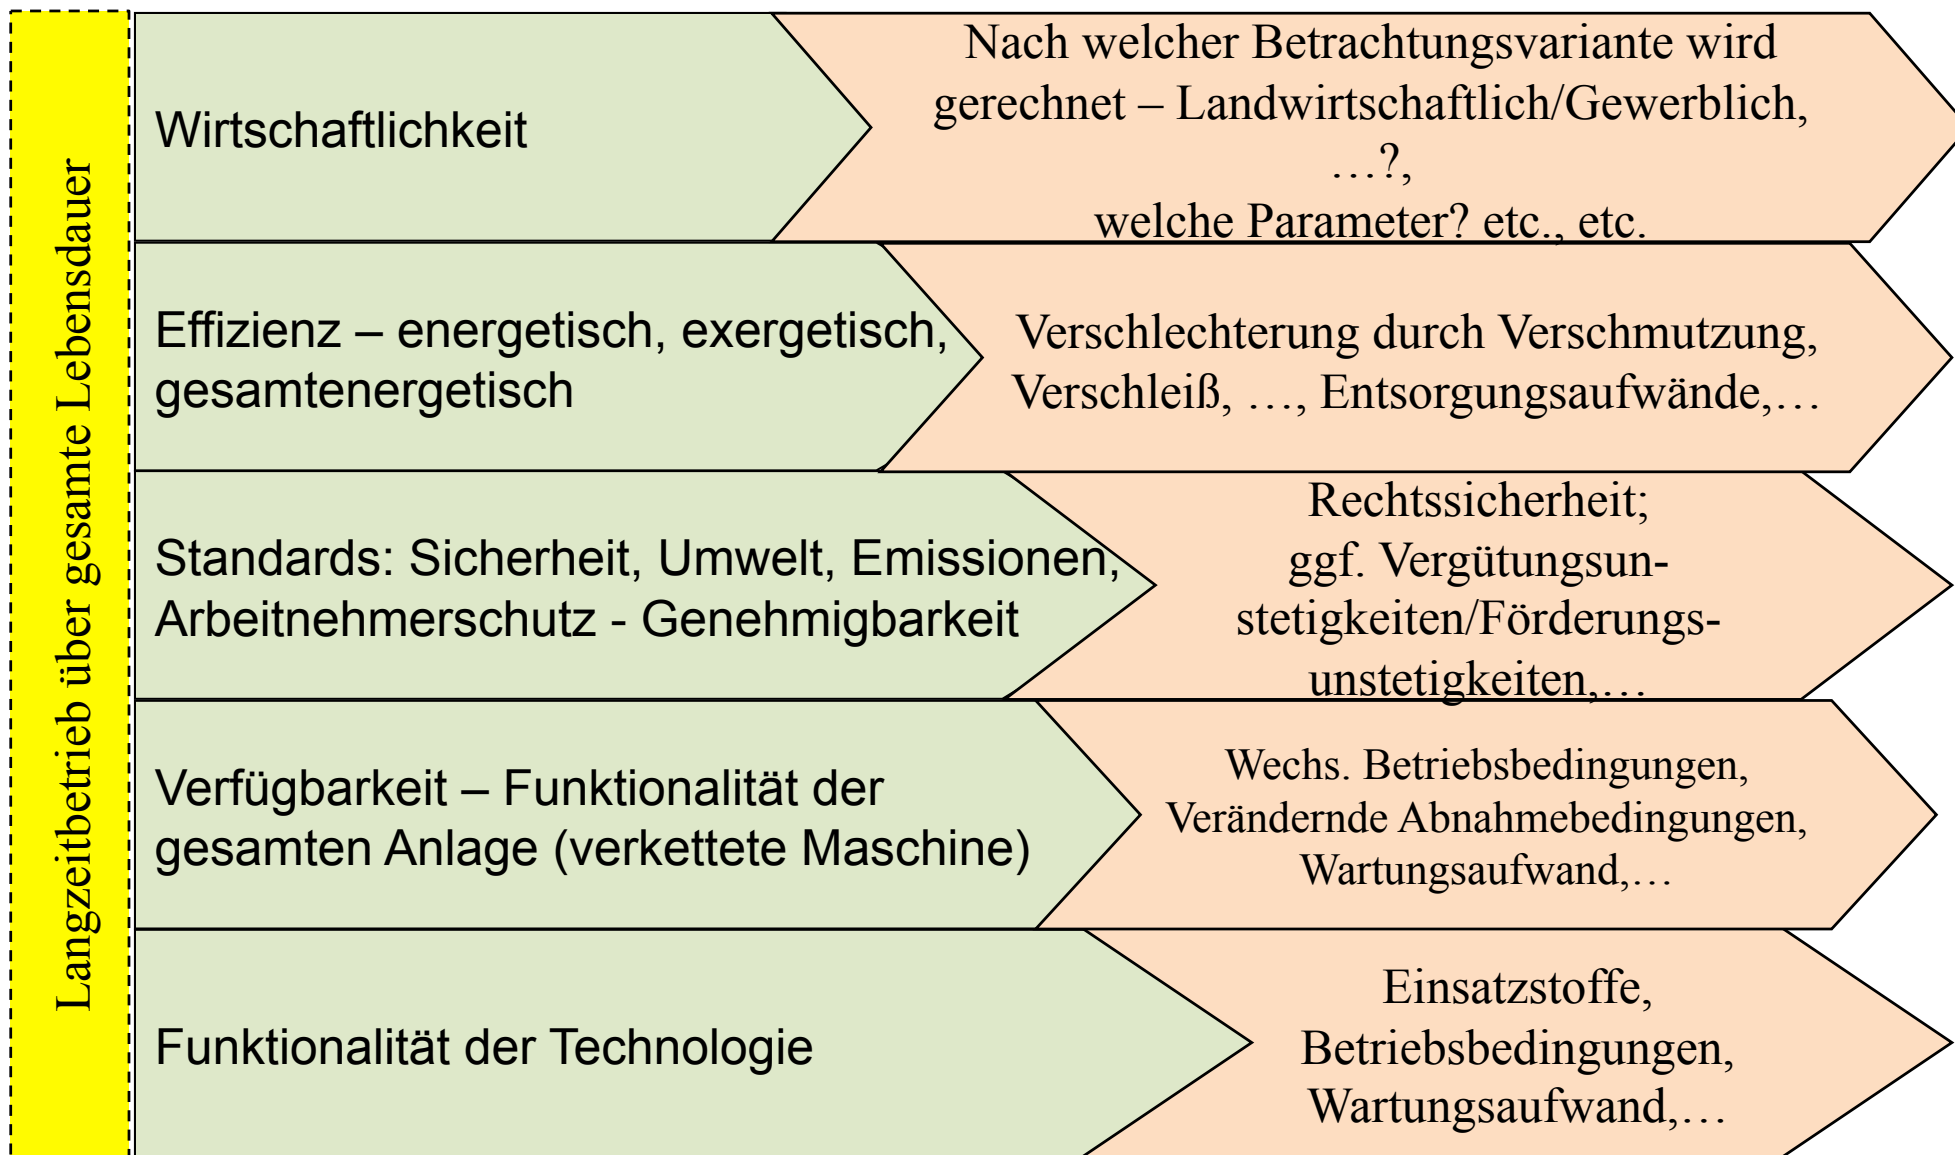 Langzeitbetrieb über gesamte Lebensdauer
Wirtschaftlichkeit
Nach welcher Betrachtungsvariante wird
gerechnet – Landwirtschaftlich/Gewerblich,
…?,
welche Parameter? etc., etc.
Effizienz – energetisch, exergetisch,
gesamtenergetisch
Verschlechterung durch Verschmutzung,
Verschleiß, …, Entsorgungsaufwände,…
Standards: Sicherheit, Umwelt, Emissionen,
Arbeitnehmerschutz - Genehmigbarkeit
Rechtssicherheit;
ggf. Vergütungsun-
stetigkeiten/Förderungs-
unstetigkeiten,…
Verfügbarkeit – Funktionalität der
gesamten Anlage (verkettete Maschine)
Wechs. Betriebsbedingungen,
Verändernde Abnahmebedingungen,
Wartungsaufwand,…
Funktionalität der Technologie
Einsatzstoffe,
Betriebsbedingungen,
Wartungsaufwand,…